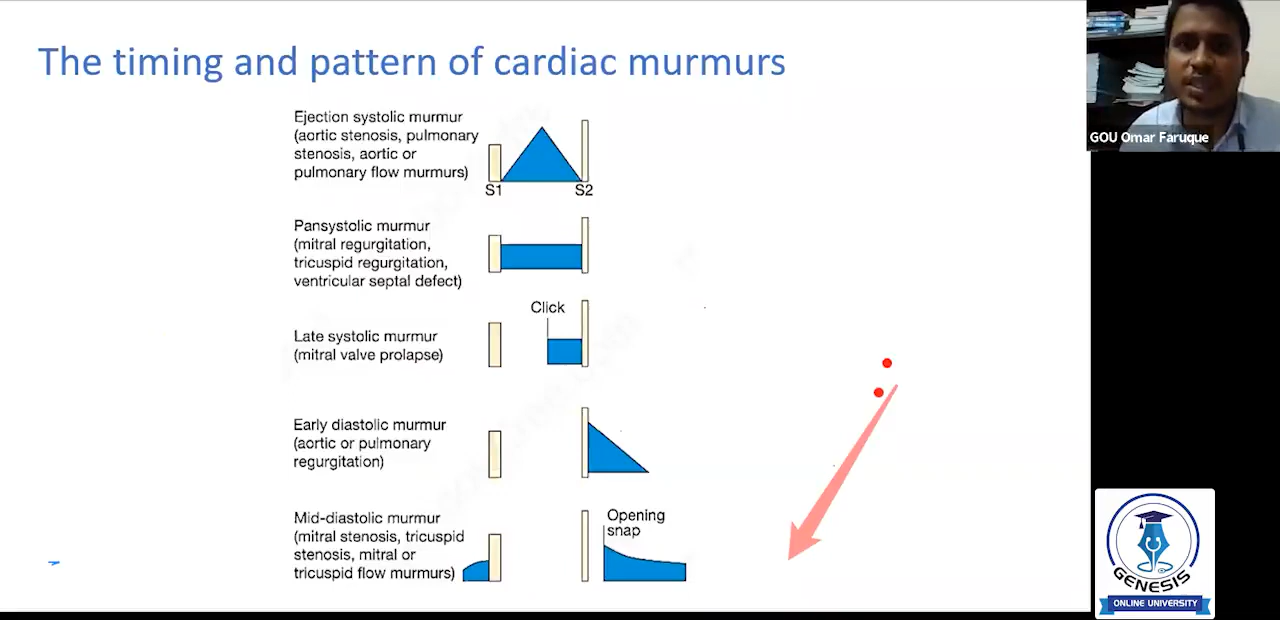 The timing and pattern of cardiac murmurs
Ejection systolic murmur
(aortic stenosis, pulmonary
stenosis, aortic or
pulmonary flow murmurs)
S1
S2
Pansystolic murmur
(mitral regurgitation,
tricuspid regurgitation,
ventricular septal defect)
Click
Late systolic murmur
(mitral valve prolapse)
Early diastolic murmur
(aortic or pulmonary
regurgitation)
Mid-diastolic murmur
(mitral stenosis, tricuspid
stenosis, mitral or
tricuspid flow murmurs)
Opening
snap
GOU Omar Faruque
GENESIS
ONLINE UNIVERSITY